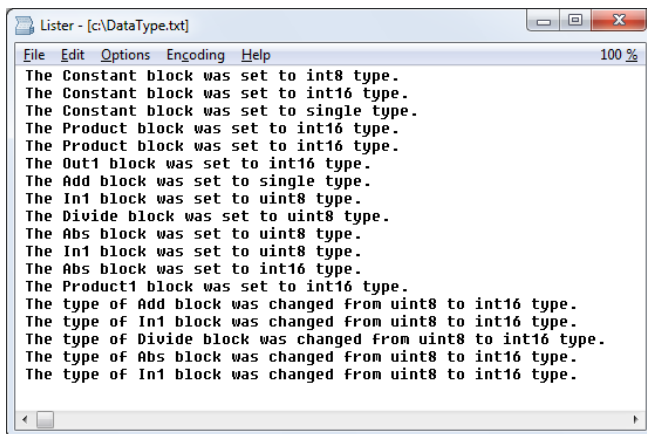 Lister - [c:\DataType.txt]
File Edit Options Encoding Help 100 %
The Constant block was set to int8 type.
The Constant block was set to int16 type.
The Constant block was set to single type.
The Product block was set to int16 type.
The Product block was set to int16 type.
The Out1 block was set to int16 type.
The Add block was set to single type.
The In1 block was set to uint8 type.
The Divide block was set to uint8 type.
The Abs block was set to uint8 type.
The In1 block was set to uint8 type.
The Abs block was set to int16 type.
The Product1 block was set to int16 type.
The type of Add block was changed from uint8 to int16 type.
The type of In1 block was changed from uint8 to int16 type.
The type of Divide block was changed from uint8 to int16 type.
The type of Abs block was changed from uint8 to int16 type.
The type of In1 block was changed from uint8 to int16 type.